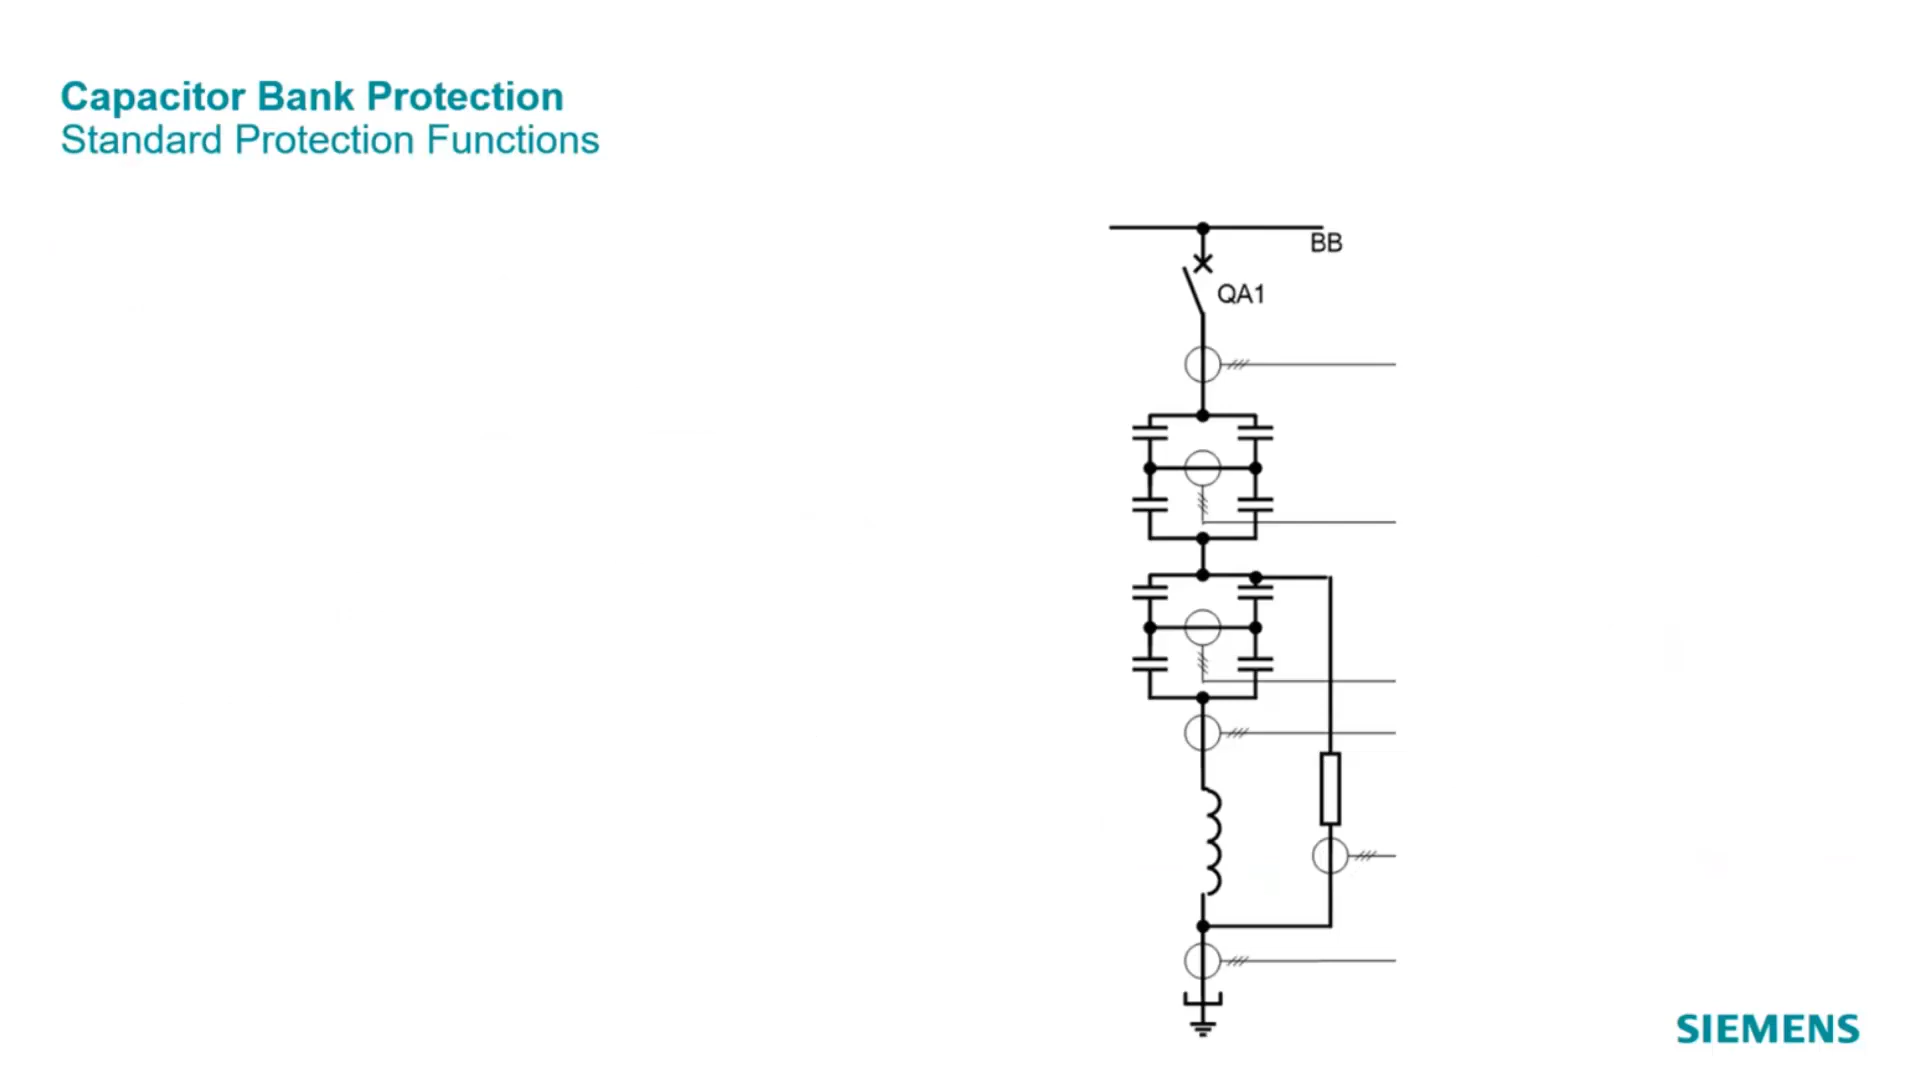 Capacitor Bank Protection
Standard Protection Functions
BB
QA1
SIEMENS